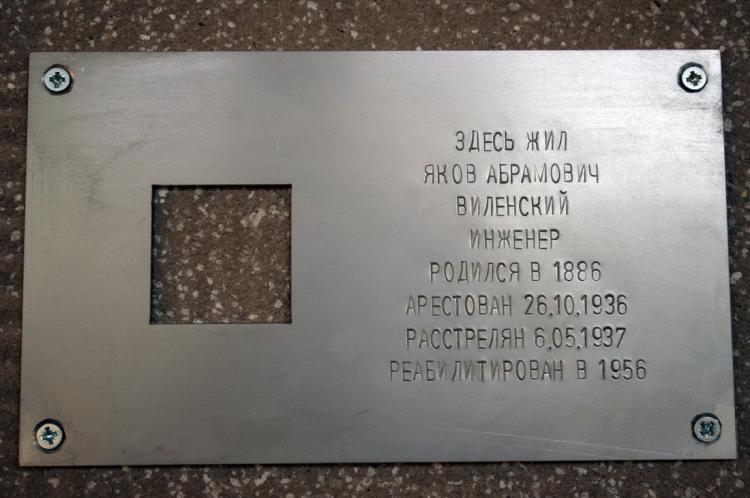 ЗДЕСЬ ЖИЛ
ЯКОВ АБРАМОВИЧ
ВИЛЕНСКИЙ
ИНЖЕНЕР
РОДИЛСЯ В 1886
АРЕСТОВАН 26.10.1936
РАССТРЕЛЯН 6.05.1937
РЕАБИЛИТИРОВАН В 1956